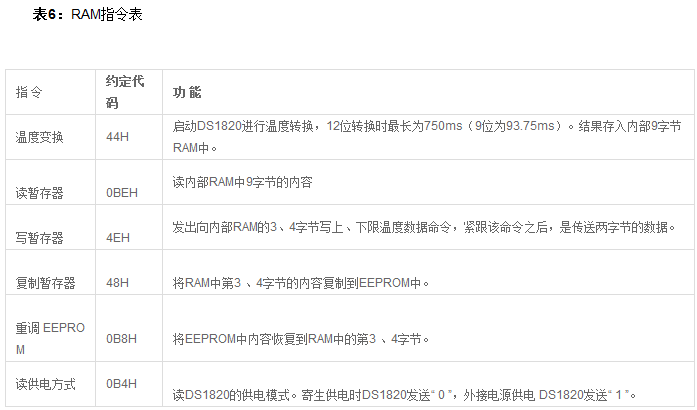 表6：RAM指令表
指 令
约定代
码
功 能
温度变换
44H
启动DS1820进行温度转换，12位转换时最长为750ms（9位为93.75ms）。结果存入内部9字节
RAM中。
读暂存器
0BEH
读内部RAM中9字节的内容
写暂存器
4EH
发出向内部RAM的3、4字节写上、下限温度数据命令，紧跟该命令之后，是传送两字节的数据。
复制暂存器
48H
将RAM中第3 、4字节的内容复制到EEPROM中。
重调 EEPRO
M
0B8H
将EEPROM中内容恢复到RAM中的第3 、4字节。
读供电方式
0B4H
读DS1820的供电模式。寄生供电时DS1820发送“ 0 ”，外接电源供电 DS1820发送“ 1 ”。